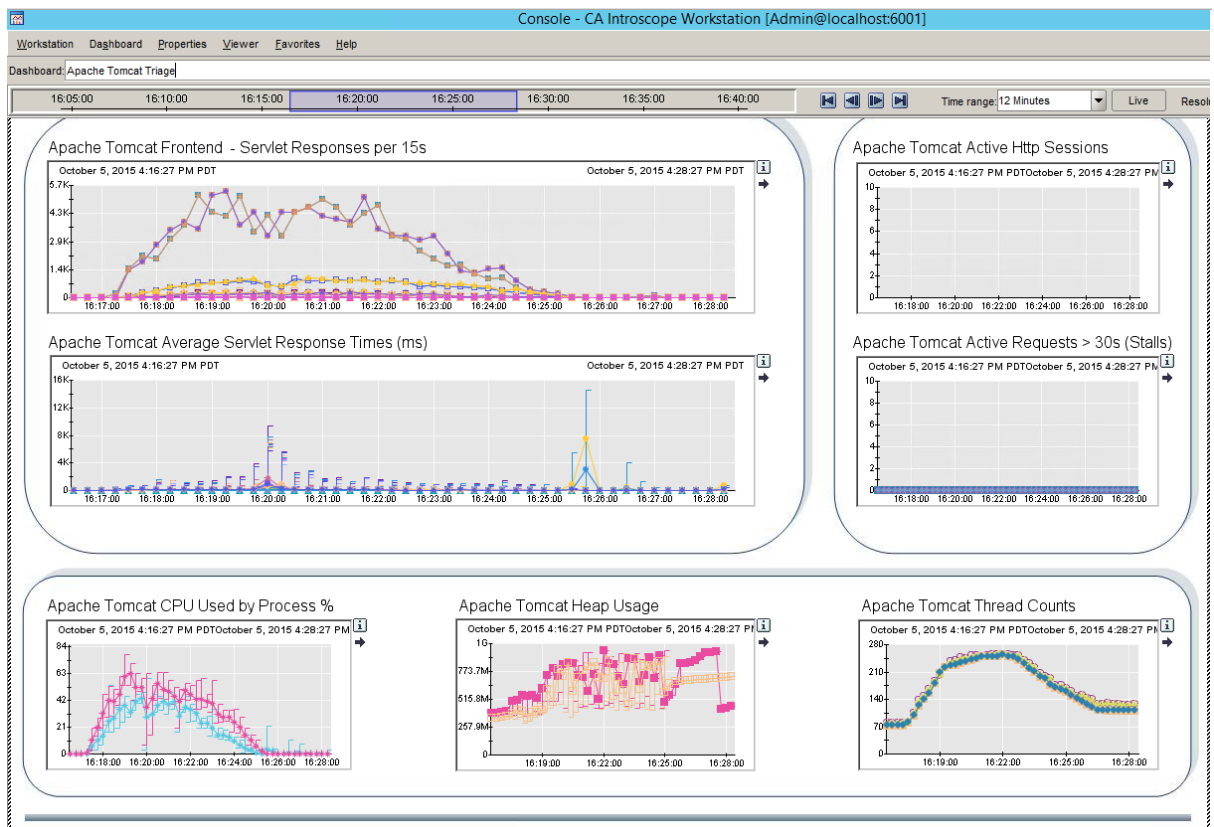 Console - CA Introscope Workstation [Admin@localhost:6001]
Workstation Dashboard Properties Viewer Favorites Help
Dashboard: Apache Tomcat Triage
16:05:00 16:10:00 16:15:00 16:20:00 16:25:00 16:30:00 16:35:00 16:40:00 Time range: 12 Minutes Live Resol
Apache Tomcat Frontend - Servlet Responses per 15s
October 5, 2015 4:16:27 PM PDT October 5, 2015 4:28:27 PM PDT
5.7K
4.3K
2.9K
1.4K
0
16:17:00 16:18:00 16:19:00 16:20:00 16:21:00 16:22:00 16:23:00 16:24:00 16:25:00 16:26:00 16:27:00 16:28:00
Apache Tomcat Active Http Sessions
October 5, 2015 4:16:27 PM PDTOctober 5, 2015 4:28:27 PM
10
8
6
4
2
0
16:18:00 16:20:00 16:22:00 16:24:00 16:26:00 16:28:00
Apache Tomcat Average Servlet Response Times (ms)
October 5, 2015 4:16:27 PM PDT October 5, 2015 4:28:27 PM PDT
16K
12K
8K
4K
0
16:17:00 16:18:00 16:19:00 16:20:00 16:21:00 16:22:00 16:23:00 16:24:00 16:25:00 16:26:00 16:27:00 16:28:00
Apache Tomcat Active Requests > 30s (Stalls)
October 5, 2015 4:16:27 PM PDTOctober 5, 2015 4:28:27 PM
10
8
6
4
2
0
16:18:00 16:20:00 16:22:00 16:24:00 16:26:00 16:28:00
Apache Tomcat CPU Used by Process %
October 5, 2015 4:16:27 PM PDTOctober 5, 2015 4:28:27 PM
84
63
42
21
0
16:18:00 16:20:00 16:22:00 16:24:00 16:26:00 16:28:00
Apache Tomcat Heap Usage
October 5, 2015 4:16:27 PM PDTOctober 5, 2015 4:28:27 P
1G
773.7M
515.8M
257.9M
0
16:19:00 16:22:00 16:25:00 16:28:00
Apache Tomcat Thread Counts
October 5, 2015 4:16:27 PM PDTOctober 5, 2015 4:28:27 P
280
210
140
70
0
16:19:00 16:22:00 16:25:00 16:28:00